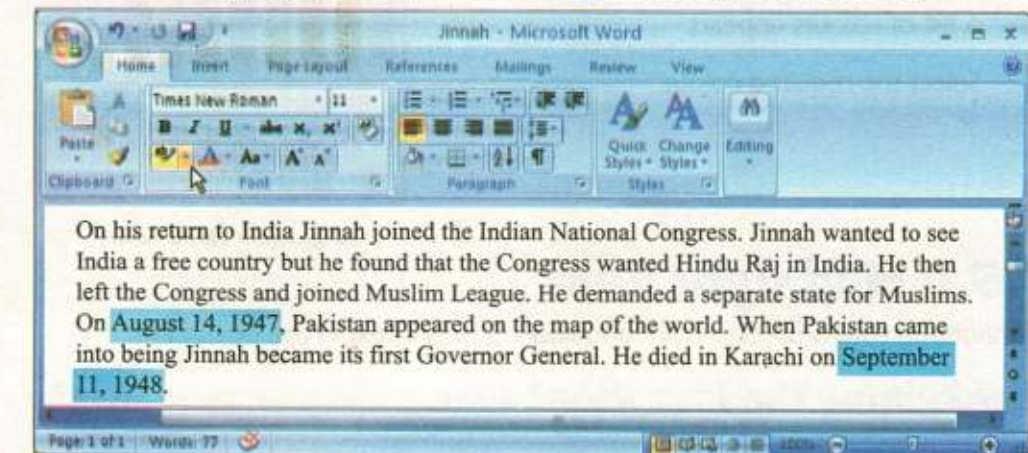 Jinnah - Microsoft Word
Home Insert Page Layout References Mailings Review View
Times New Roman 11
B I U abe x, x'
Aa A A
Paste
Quick Styles Change Styles Editing
Clipboard Font Paragraph Styles
On his return to India Jinnah joined the Indian National Congress. Jinnah wanted to see
India a free country but he found that the Congress wanted Hindu Raj in India. He then
left the Congress and joined Muslim League. He demanded a separate state for Muslims.
On August 14, 1947, Pakistan appeared on the map of the world. When Pakistan came
into being Jinnah became its first Governor General. He died in Karachi on September
11, 1948.
Page: 1 of 1 Words: 77 100%